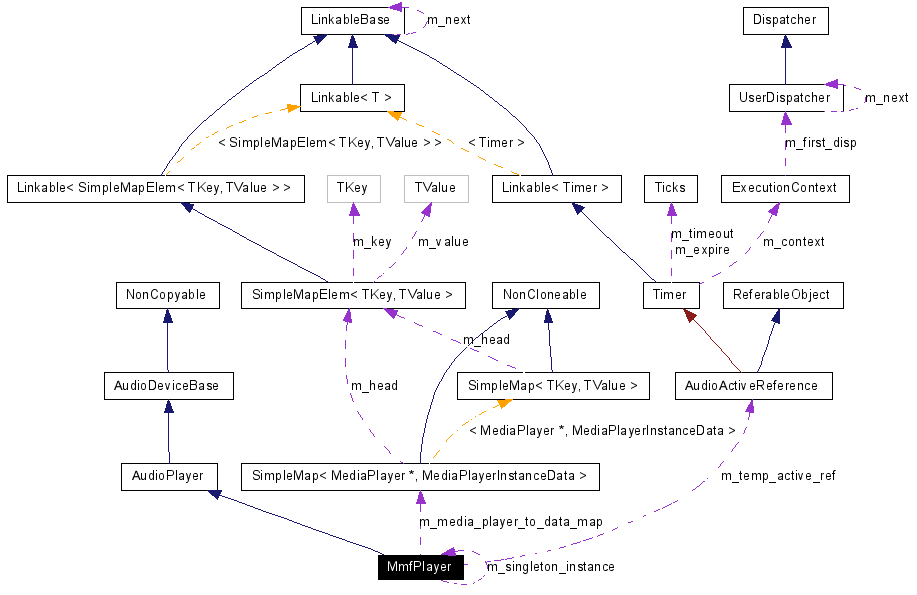 LinkableBase
m_next
Dispatcher
Linkable< T >
UserDispatcher
m_next
< SimpleMapElem< TKey, TValue > >
< Timer >
m_first_disp
Linkable< SimpleMapElem< TKey, TValue > >
TKey
TValue
Linkable< Timer >
Ticks
ExecutionContext
m_key
m_value
m_timeout
m_expire
m_context
NonCopyable
SimpleMapElem< TKey, TValue >
NonCloneable
Timer
ReferableObject
m_head
AudioDeviceBase
m_head
SimpleMap< TKey, TValue >
AudioActiveReference
< MediaPlayer *, MediaPlayerInstanceData >
AudioPlayer
SimpleMap< MediaPlayer *, MediaPlayerInstanceData >
m_temp_active_ref
m_media_player_to_data_map
MmfPlayer
m_singleton_instance